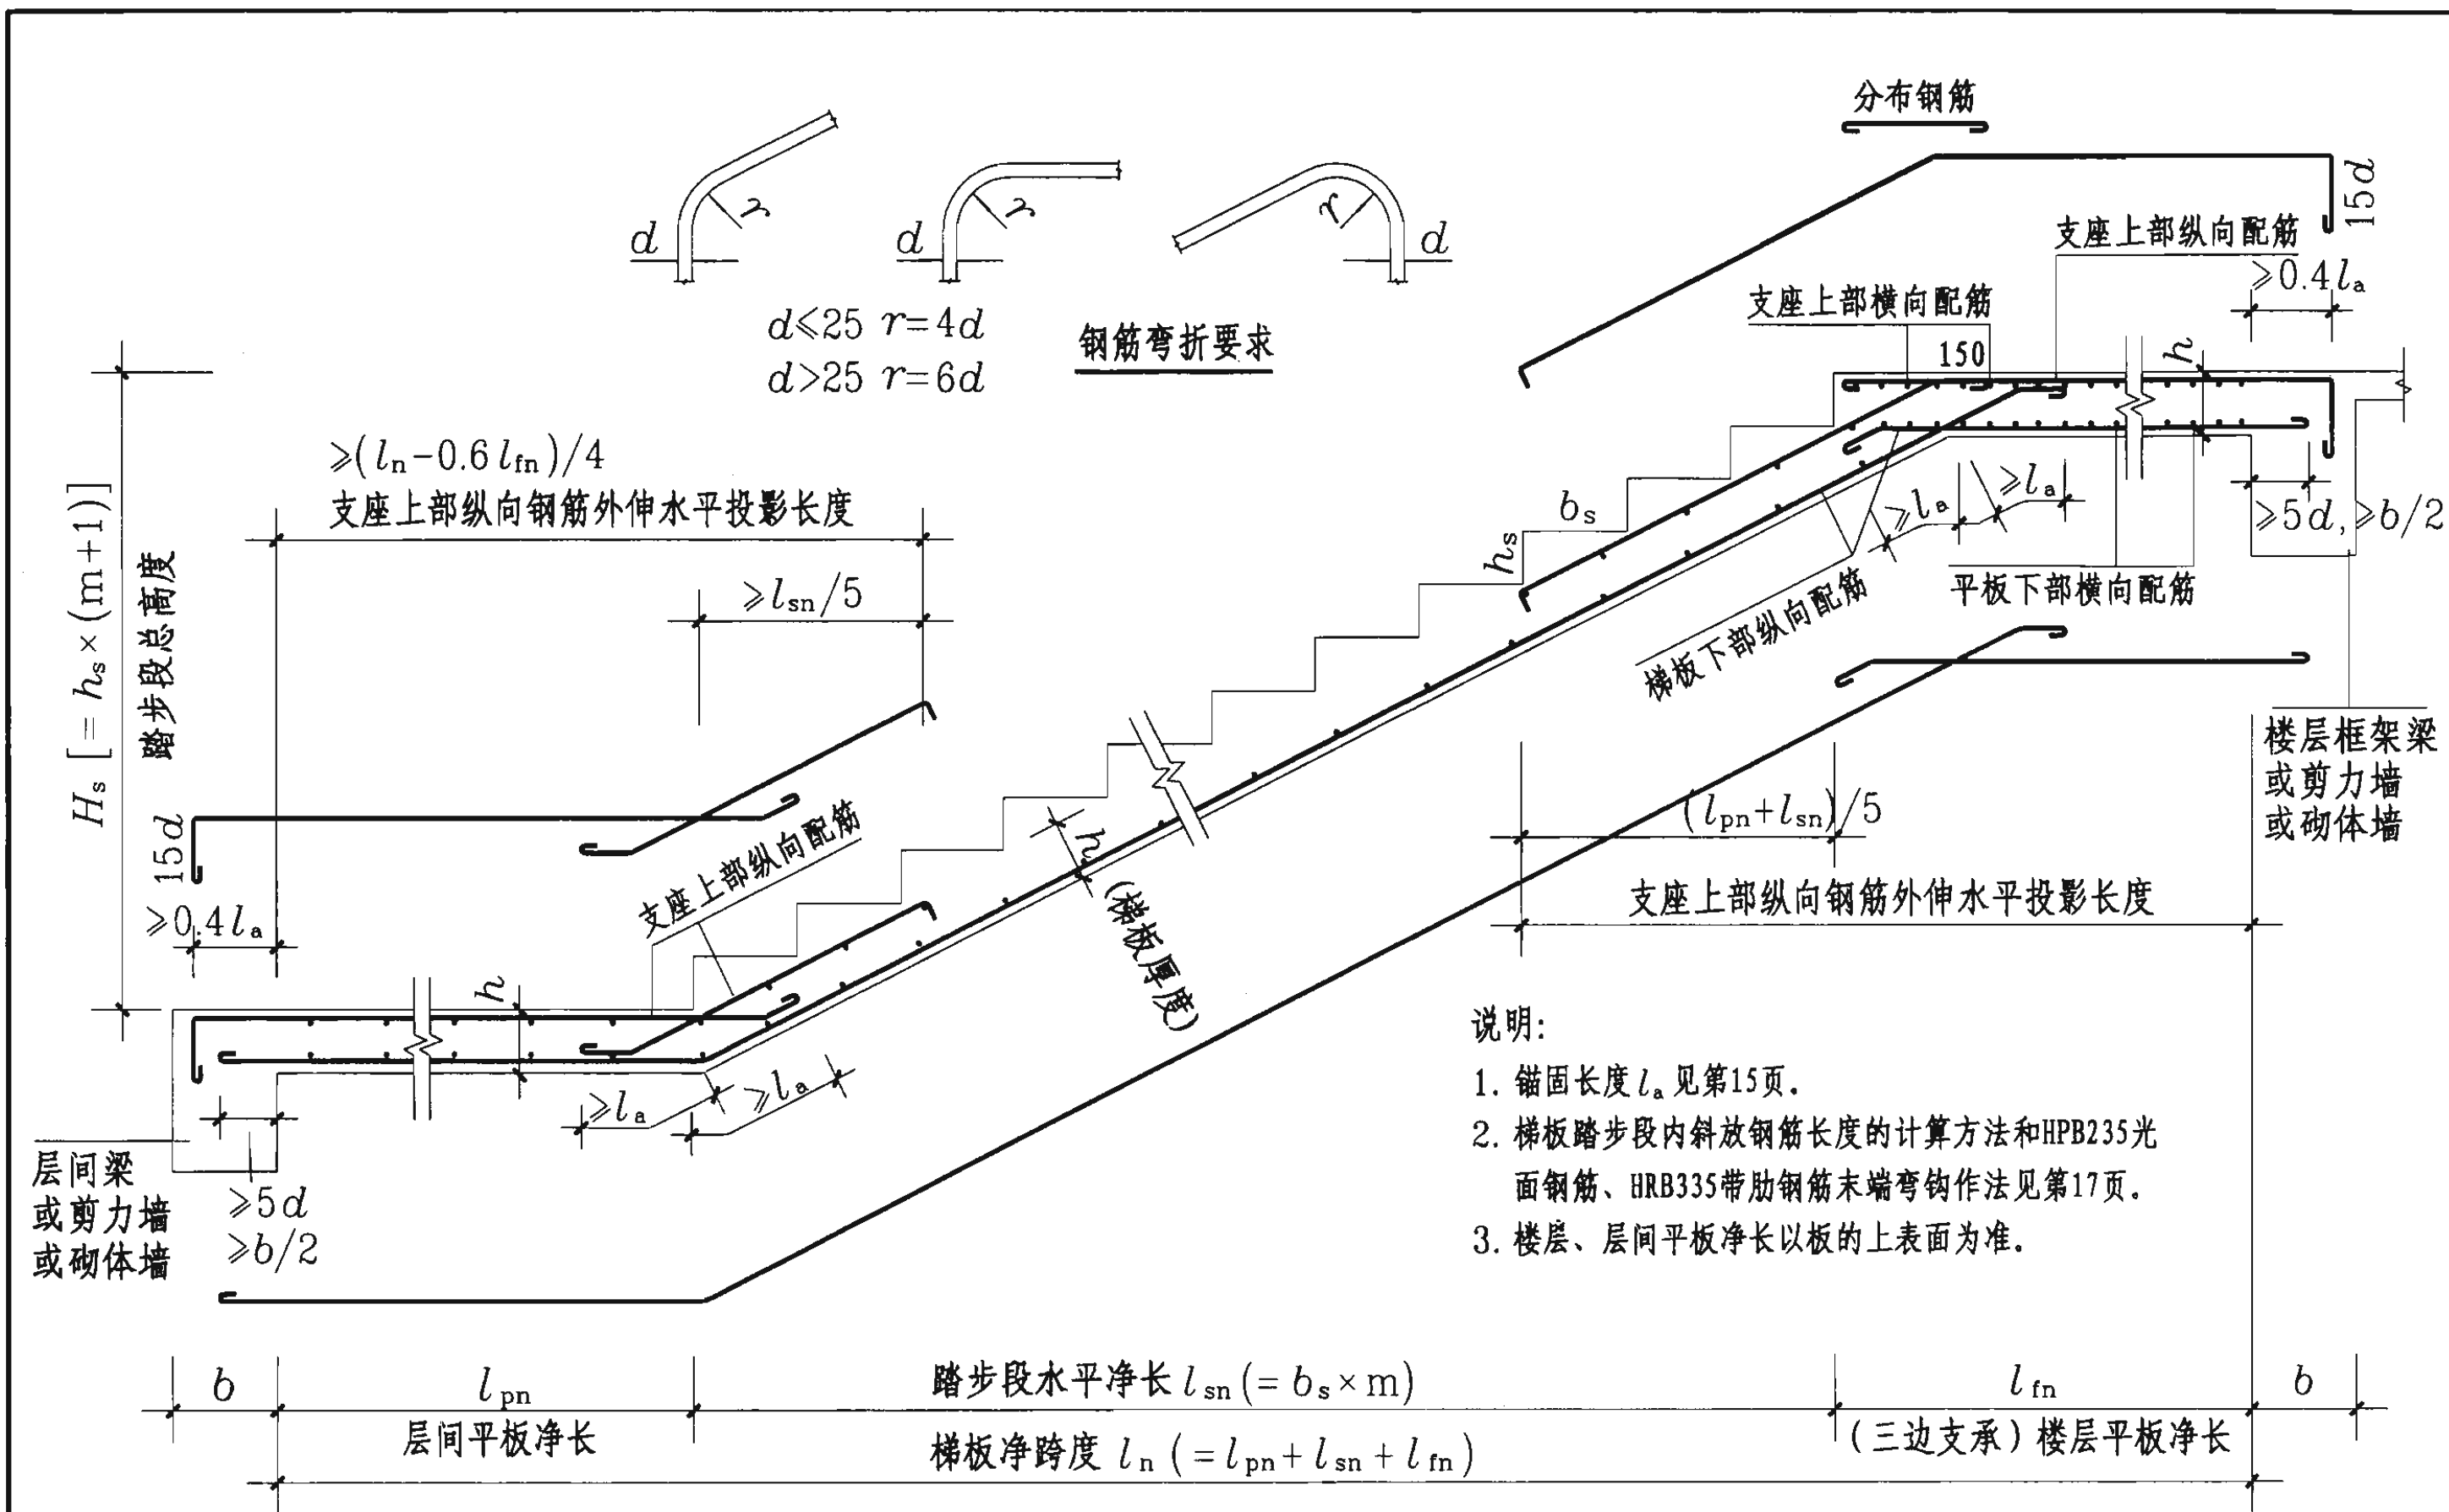 分布钢筋
15d
支座上部纵向配筋
≥0.4la
支座上部横向配筋
150
h
d
r
d
r
r
d
d≤25 r=4d
d>25 r=6d
钢筋弯折要求
≥(ln-0.6lfn)/4
支座上部纵向钢筋外伸水平投影长度
≥lsn/5
Hs [=hs×(m+1)]
踏步段总高度
bs
hs
≥la
≥la
≥5d, ≥b/2
平板下部横向配筋
梯板下部纵向配筋
楼层框架梁
或剪力墙
或砌体墙
(lpn+lsn)/5
支座上部纵向钢筋外伸水平投影长度
15d
≥0.4la
支座上部纵向配筋
h
(梯板厚度)
h
≥la
≥la
层间梁
或剪力墙
或砌体墙
≥5d
≥b/2
说明:
1. 锚固长度la见第15页。
2. 梯板踏步段内斜放钢筋长度的计算方法和HPB235光
面钢筋、HRB335带肋钢筋末端弯钩作法见第17页。
3. 楼层、层间平板净长以板的上表面为准。
b
lpn
踏步段水平净长 lsn(=bs×m)
lfn
b
层间平板净长
梯板净跨度 ln (=lpn+lsn+lfn)
(三边支承)楼层平板净长